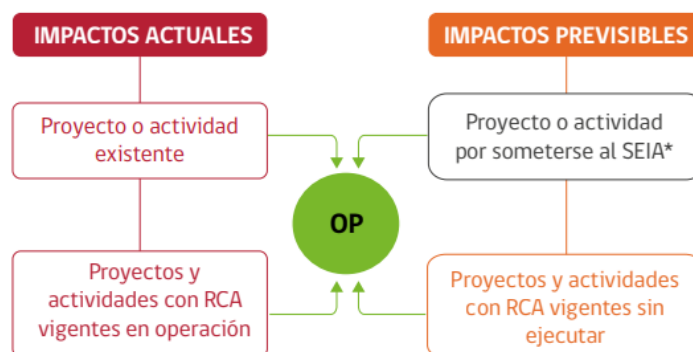 IMPACTOS ACTUALES
IMPACTOS PREVISIBLES
Proyecto o actividad
existente
Proyecto o actividad
por someterse al SEIA*
OP
Proyectos y
actividades con RCA
vigentes en operación
Proyectos y actividades
con RCA vigentes sin
ejecutar